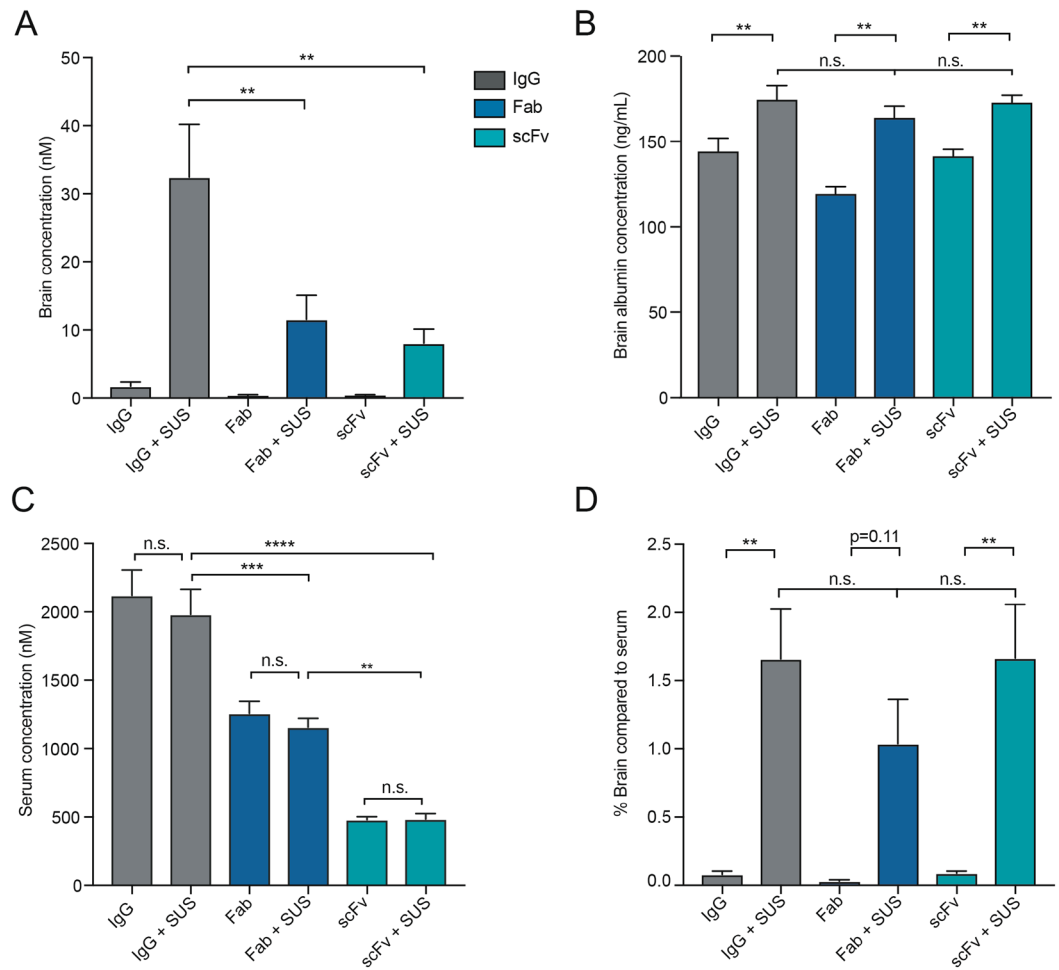 A
**
**
50
40
30
20
10
0
Brain concentration (nM)
IgG
IgG + SUS
Fab
Fab + SUS
scFv
scFv + SUS
IgG
Fab
scFv
B
** ** **
n.s. n.s.
200
150
100
50
0
Brain albumin concentration (ng/mL)
IgG
IgG + SUS
Fab
Fab + SUS
scFv
scFv + SUS
C
n.s.
****
***
n.s.
**
n.s.
2500
2000
1500
1000
500
0
Serum concentration (nM)
IgG
IgG + SUS
Fab
Fab + SUS
scFv
scFv + SUS
D
** p=0.11 **
n.s. n.s.
2.5
2.0
1.5
1.0
0.5
0.0
% Brain compared to serum
IgG
IgG + SUS
Fab
Fab + SUS
scFv
scFv + SUS